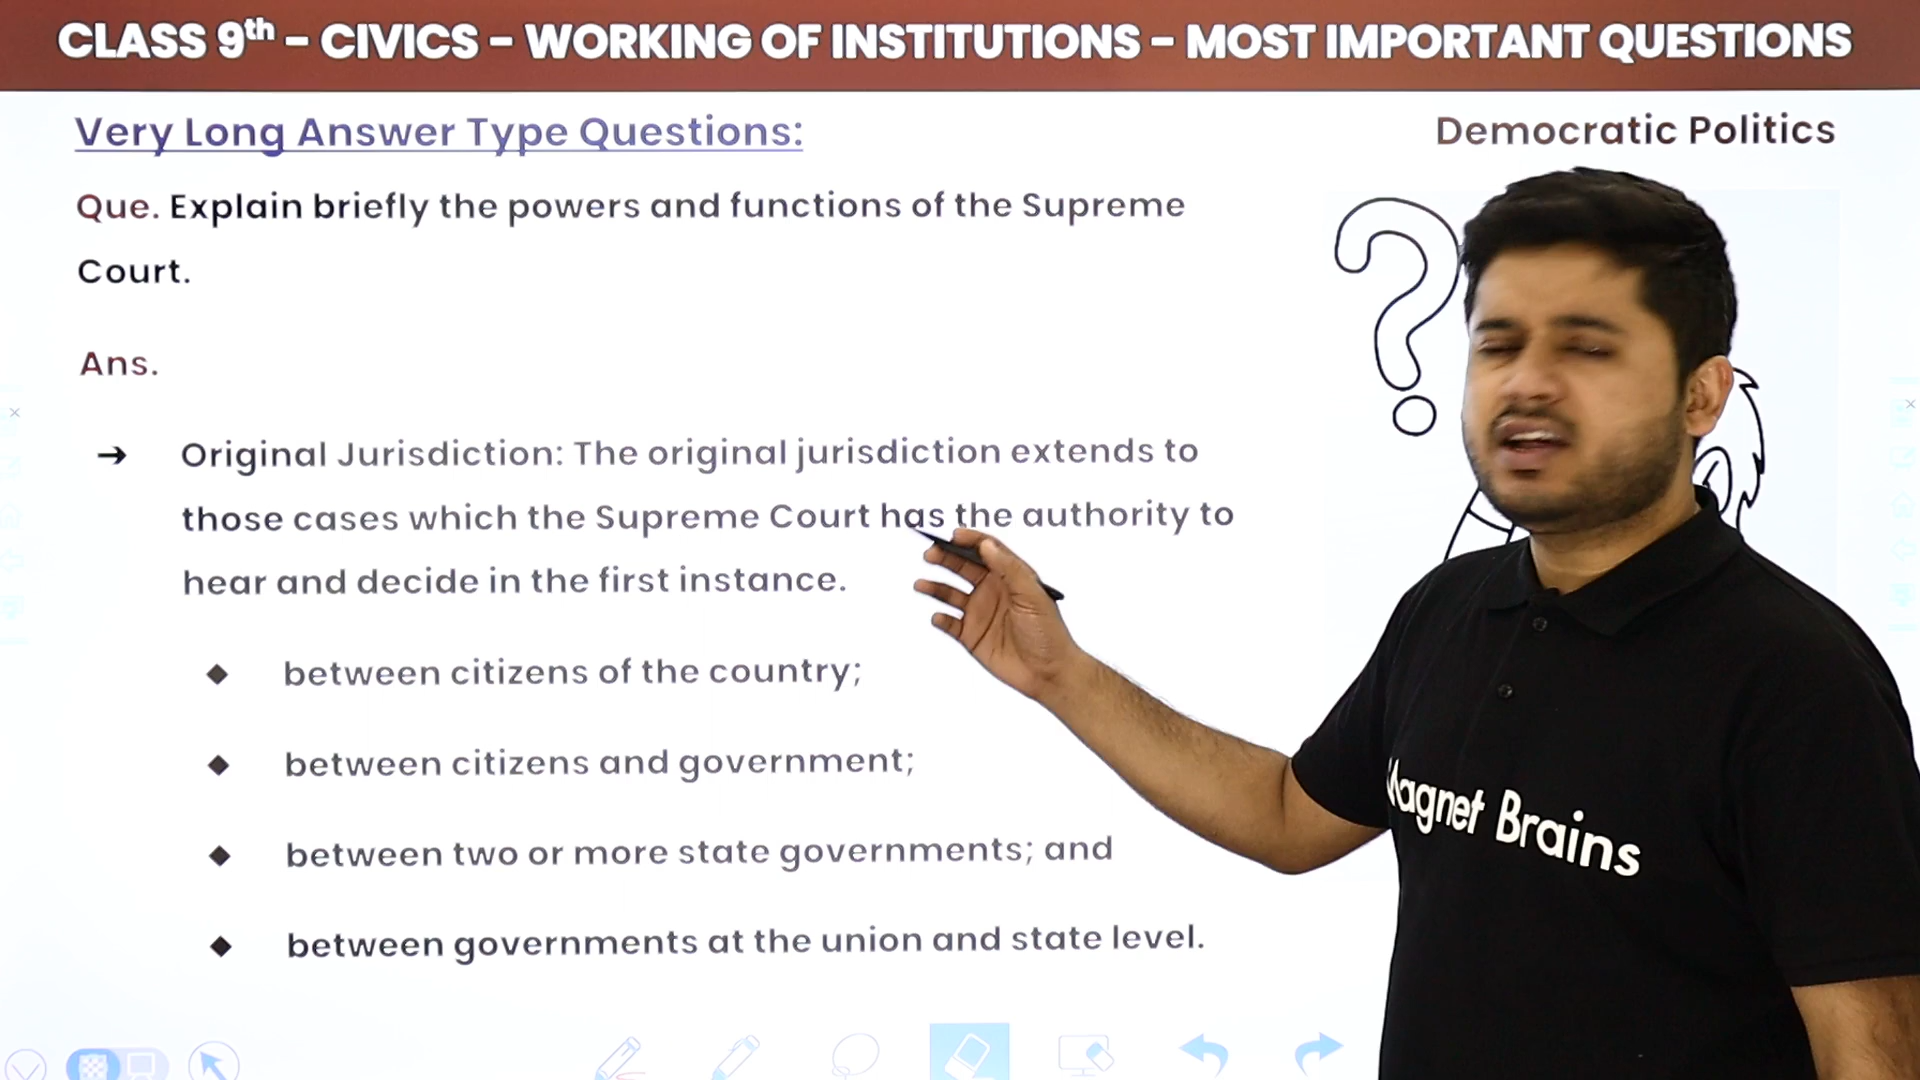 CLASS 9th – CIVICS – WORKING OF INSTITUTIONS – MOST IMPORTANT QUESTIONS
Very Long Answer Type Questions:
Democratic Politics
Que. Explain briefly the powers and functions of the Supreme
Court.
Ans.
➔ Original Jurisdiction: The original jurisdiction extends to
those cases which the Supreme Court has the authority to
hear and decide in the first instance.
◆ between citizens of the country;
◆ between citizens and government;
◆ between two or more state governments; and
◆ between governments at the union and state level.
Magnet Brains